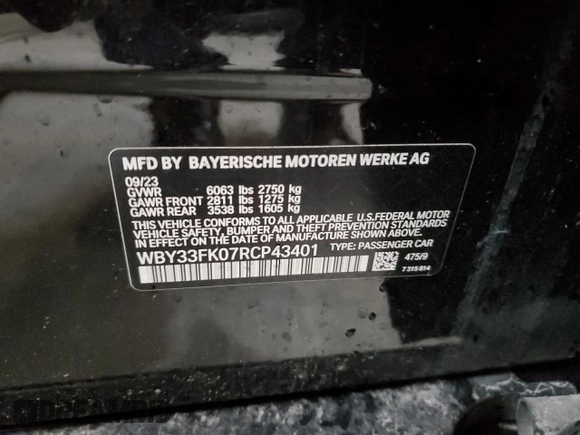 MFD BY BAYERISCHE MOTOREN WERKE AG
09/23
GVWR 6063 lbs 2750 kg
GAWR FRONT 2811 lbs 1275 kg
GAWR REAR 3538 lbs 1605 kg
THIS VEHICLE CONFORMS TO ALL APPLICABLE U.S.FEDERAL MOTOR
VEHICLE SAFETY, BUMPER AND THEFT PREVENTION STANDARDS
IN EFFECT ON THE DATE OF MANUFACTURE SHOWN ABOVE.
WBY33FK07RCP43401 TYPE: PASSENGER CAR
475/9
7 315 814